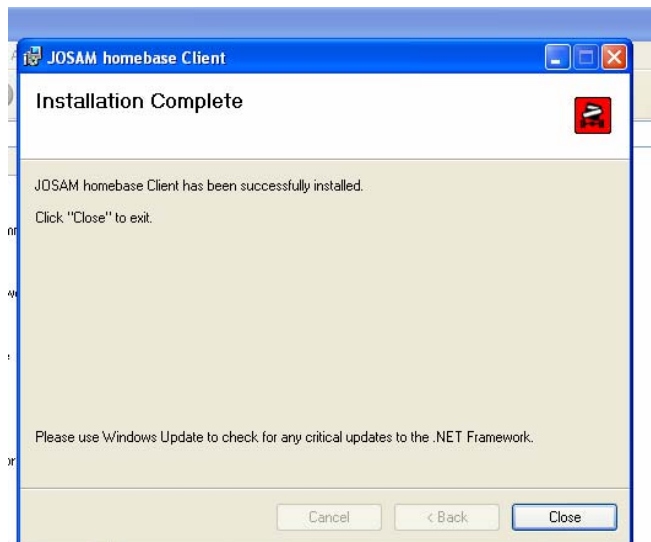 JOSAM homebase Client
Installation Complete
JOSAM homebase Client has been successfully installed.
Click "Close" to exit.
Please use Windows Update to check for any critical updates to the .NET Framework.
Cancel
< Back
Close